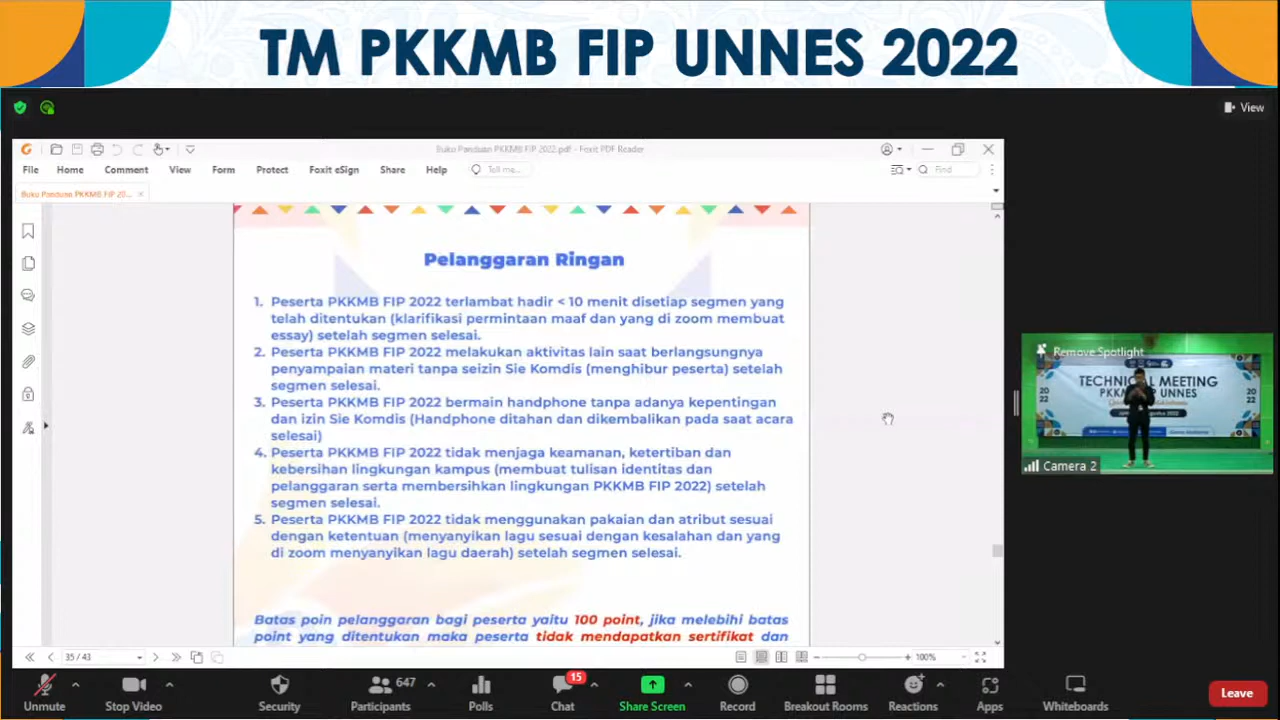 TM PKKMB FIP UNNES 2022
View
Buku Panduan PKKMB FIP 2022.pdf - Foxit PDF Reader
File Home Comment View Form Protect Foxit eSign Share Help Tell me... Find
Buku Panduan PKKMB FIP 20...
Pelanggaran Ringan
1. Peserta PKKMB FIP 2022 terlambat hadir < 10 menit disetiap segmen yang
telah ditentukan (klarifikasi permintaan maaf dan yang di zoom membuat
essay) setelah segmen selesai.
2. Peserta PKKMB FIP 2022 melakukan aktivitas lain saat berlangsungnya
penyampaian materi tanpa seizin Sie Komdis (menghibur peserta) setelah
segmen selesai.
3. Peserta PKKMB FIP 2022 bermain handphone tanpa adanya kepentingan
dan izin Sie Komdis (Handphone ditahan dan dikembalikan pada saat acara
selesai)
4. Peserta PKKMB FIP 2022 tidak menjaga keamanan, ketertiban dan
kebersihan lingkungan kampus (membuat tulisan identitas dan
pelanggaran serta membersihkan lingkungan PKKMB FIP 2022) setelah
segmen selesai.
5. Peserta PKKMB FIP 2022 tidak menggunakan pakaian dan atribut sesuai
dengan ketentuan (menyanyikan lagu sesuai dengan kesalahan dan yang
di zoom menyanyikan lagu daerah) setelah segmen selesai.
Batas poin pelanggaran bagi peserta yaitu 100 point, jika melebihi batas
point yang ditentukan maka peserta tidak mendapatkan sertifikat dan
Remove Spotlight
TECHNICAL MEETING
UNNES
20
22
20
22
Camera 2
35 / 43
100%
647
15
Unmute Stop Video Security Participants Polls Chat Share Screen Record Breakout Rooms Reactions Apps Whiteboards Leave